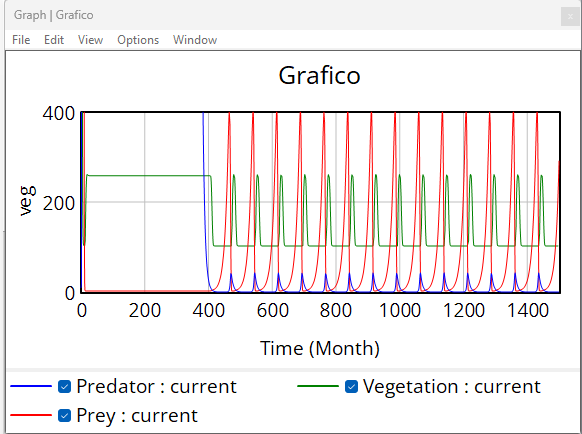 Graph | Grafico
x
File Edit View Options Window
Grafico
400
200
0
veg
0 200 400 600 800 1000 1200 1400
Time (Month)
Predator : current Vegetation : current
Prey : current